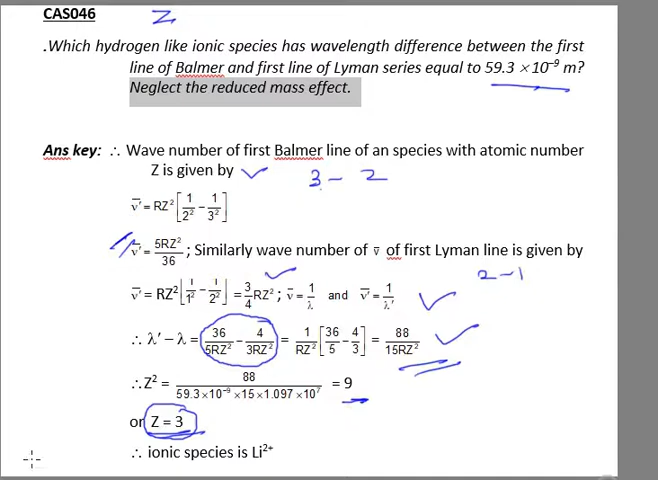 CAS046
Z
.Which hydrogen like ionic species has wavelength difference between the first
line of Balmer and first line of Lyman series equal to 59.3 ×10⁻⁹ m?
Neglect the reduced mass effect.
Ans key: ∴ Wave number of first Balmer line of an species with atomic number
Z is given by
3 - 2
v̅' = RZ² [1/2² - 1/3²]
v̅' = 5RZ²/36 ; Similarly wave number of v̅ of first Lyman line is given by
2 - 1
v̅ = RZ² [1/1² - 1/2²] = 3/4 RZ² ; v̅ = 1/λ and v̅' = 1/λ'
∴ λ' - λ = 36/5RZ² - 4/3RZ² = 1/RZ² [36/5 - 4/3] = 88/15RZ²
∴ Z² = 88/59.3×10⁻⁹×15×1.097×10⁷ = 9
or Z = 3
∴ ionic species is Li²⁺